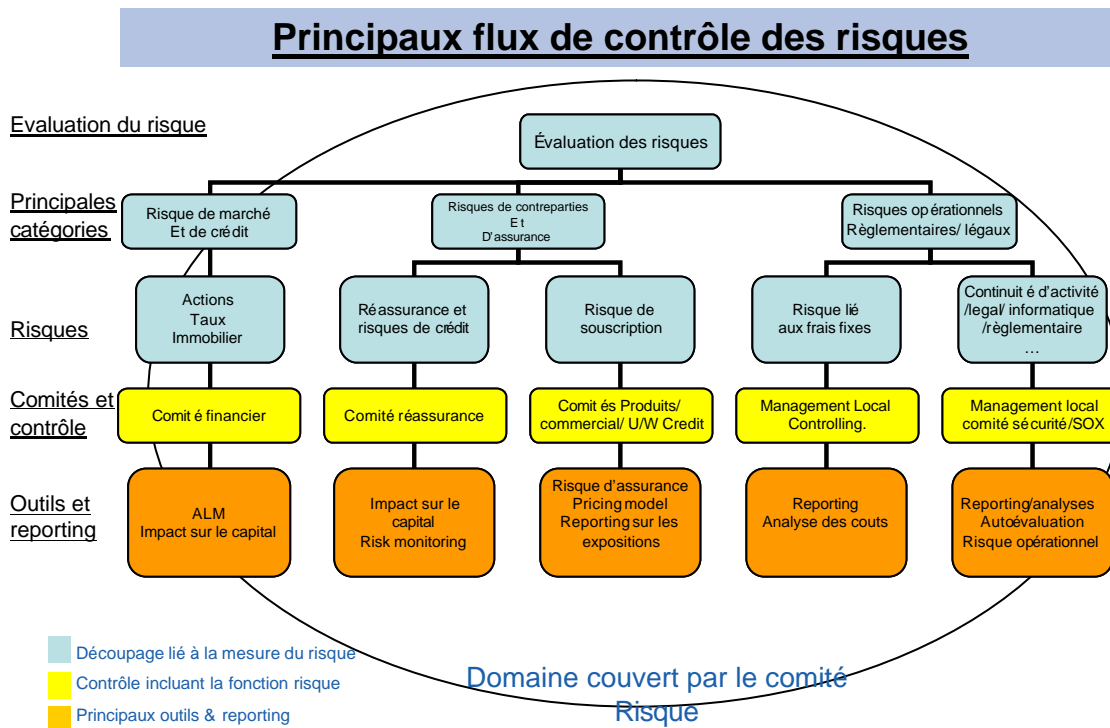 Principaux flux de contrôle des risques
Evaluation du risque
Évaluation des risques
Principales
catégories
Risque de marché
Et de crédit
Risques de contreparties
Et
D'assurance
Risques opérationnels
Règlementaires/ légaux
Risques
Actions
Taux
Immobilier
Réassurance et
risques de crédit
Risque de
souscription
Risque lié
aux frais fixes
Continuité d'activité
/legal/ informatique
/règlementaire
…
Comités et
contrôle
Comité financier
Comité réassurance
Comités Produits/
commercial/ U/W Credit
Management Local
Controlling.
Management local
comité sécurité/SOX
Outils et
reporting
ALM
Impact sur le capital
Impact sur le
capital
Risk monitoring
Risque d'assurance
Pricing model
Reporting sur les
expositions
Reporting
Analyse des couts
Reporting/analyses
Autoévaluation
Risque opérationnel
Découpage lié à la mesure du risque
Contrôle incluant la fonction risque
Principaux outils & reporting
Domaine couvert par le comité
Risque